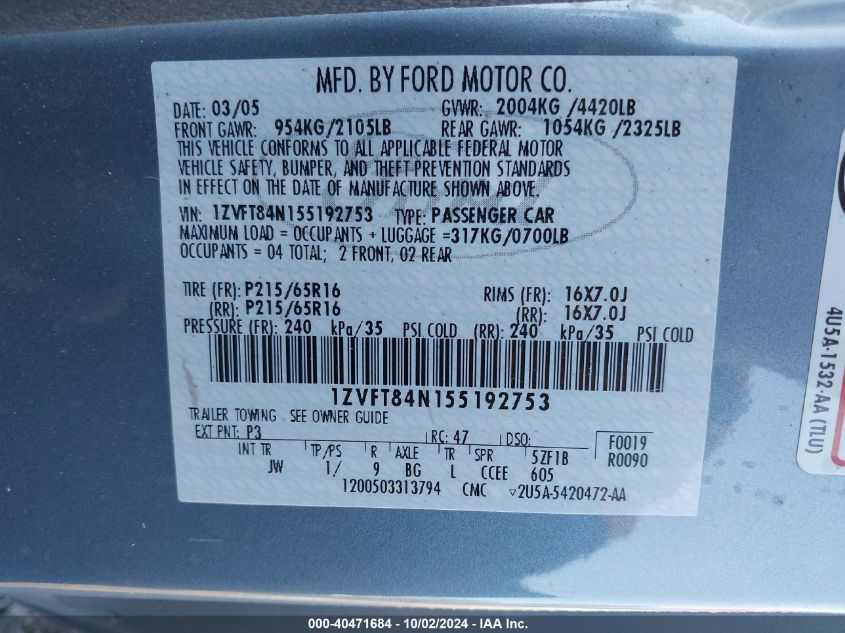 MFD. BY FORD MOTOR CO.
DATE: 03/05 GVWR: 2004KG /4420LB
FRONT GAWR: 954KG/2105LB REAR GAWR: 1054KG /2325LB
THIS VEHICLE CONFORMS TO ALL APPLICABLE FEDERAL MOTOR
VEHICLE SAFETY, BUMPER, AND THEFT PREVENTION STANDARDS
IN EFFECT ON THE DATE OF MANUFACTURE SHOWN ABOVE.
VIN: 1ZVFT84N155192753 TYPE: PASSENGER CAR
MAXIMUM LOAD = OCCUPANTS + LUGGAGE =317KG/0700LB
OCCUPANTS = 04 TOTAL; 2 FRONT, 02 REAR
TIRE (FR): P215/65R16 RIMS (FR): 16X7.0J
(RR): P215/65R16 (RR): 16X7.0J
PRESSURE (FR): 240 kPa/35 PSI COLD (RR): 240 kPa/35 PSI COLD
1ZVFT84N155192753
TRAILER TOWING - SEE OWNER GUIDE
EXT PNT: P3 RC: 47 DSO: F0019
INT TR TP/PS R AXLE TR SPR 5ZF1B R0090
JW 1/ 9 BG L CCEE 605
1200503313794 CMC ▽2U5A-5420472-AA
4U5A-1532-AA (TLU)
000-40471684 - 10/02/2024 - IAA Inc.